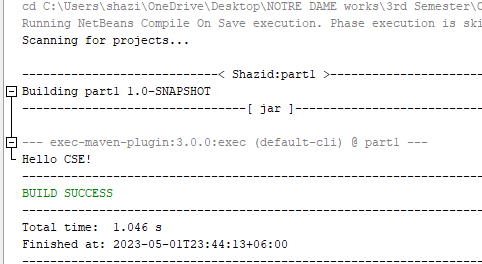 cd C:\Users\shazi\OneDrive\Desktop\NOTRE DAME works\3rd Semester\
Running NetBeans Compile On Save execution. Phase execution is
Scanning for projects...
----------------------------< Shazid:part1 >----------------------
Building part1 1.0-SNAPSHOT
--------------------------------[ jar ]---------------------------
--- exec-maven-plugin:3.0.0:exec (default-cli) @ part1 ---
Hello CSE!
------------------------------------------------------------------
BUILD SUCCESS
------------------------------------------------------------------
Total time:  1.046 s
Finished at: 2023-05-01T23:44:13+06:00
------------------------------------------------------------------